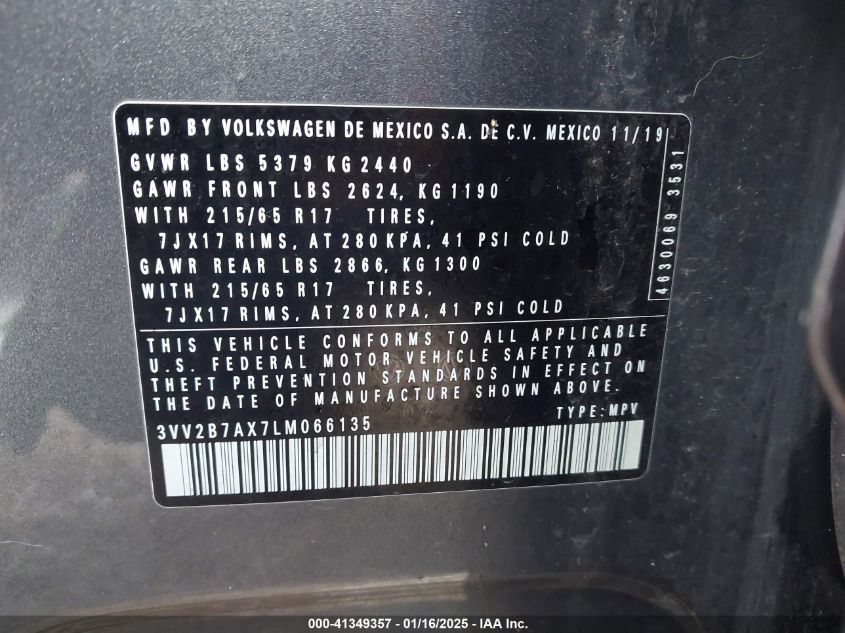 MFD BY VOLKSWAGEN DE MEXICO S.A. DE C.V. MEXICO 11/19
GVWR LBS 5379 KG 2440
GAWR FRONT LBS 2624, KG 1190
WITH 215/65 R17 TIRES,
7JX17 RIMS, AT 280 KPA, 41 PSI COLD
GAWR REAR LBS 2866, KG 1300
WITH 215/65 R17 TIRES,
7JX17 RIMS, AT 280 KPA, 41 PSI COLD
4630069 3531
THIS VEHICLE CONFORMS TO ALL APPLICABLE
U.S. FEDERAL MOTOR VEHICLE SAFETY AND
THEFT PREVENTION STANDARDS IN EFFECT ON
THE DATE OF MANUFACTURE SHOWN ABOVE.
3VV2B7AX7LM066135 TYPE: MPV
000-41349357 - 01/16/2025 - IAA Inc.